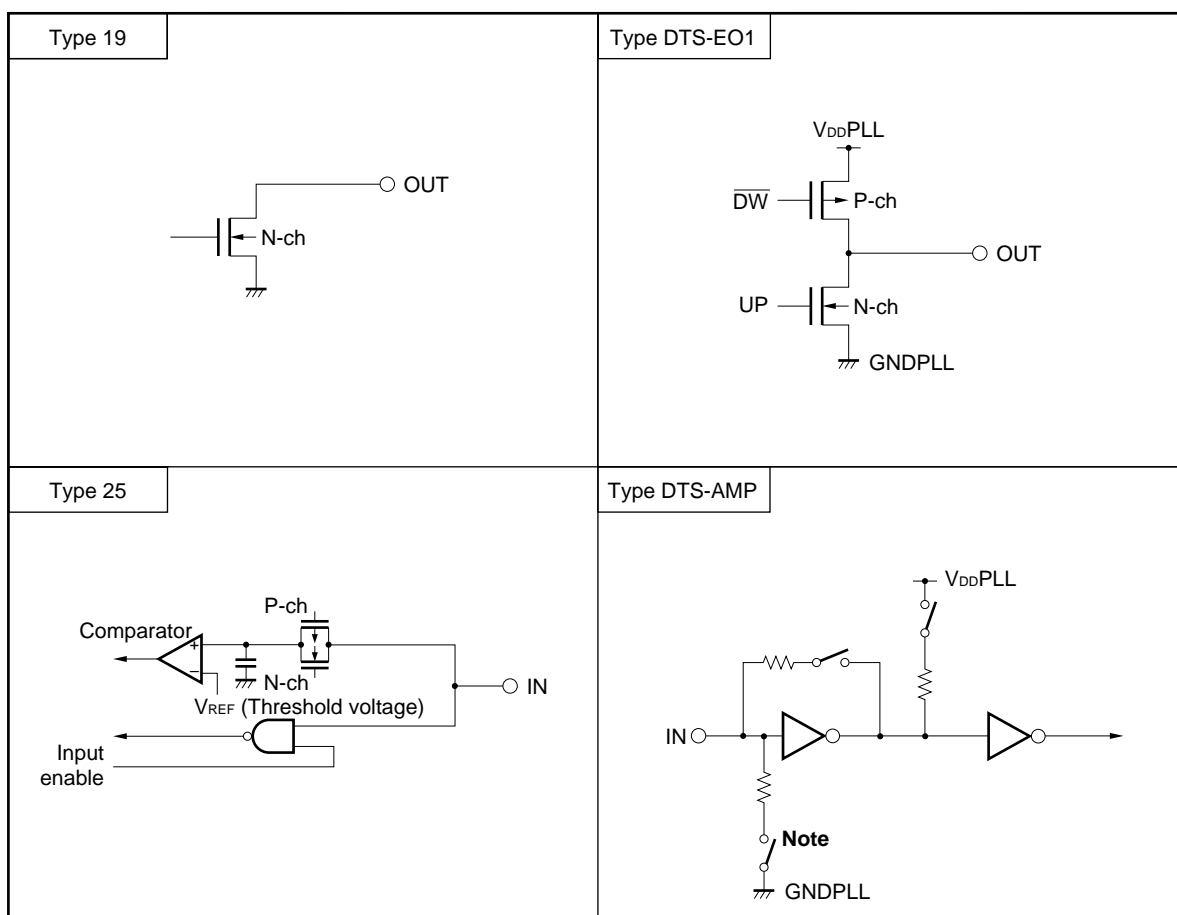 Type 19
OUT
N-ch
Type DTS-EO1
VDDPLL
DW
P-ch
OUT
UP
N-ch
GNDPLL
Type 25
P-ch
Comparator
+
−
N-ch
IN
VREF (Threshold voltage)
Input
enable
Type DTS-AMP
VDDPLL
IN
Note
GNDPLL